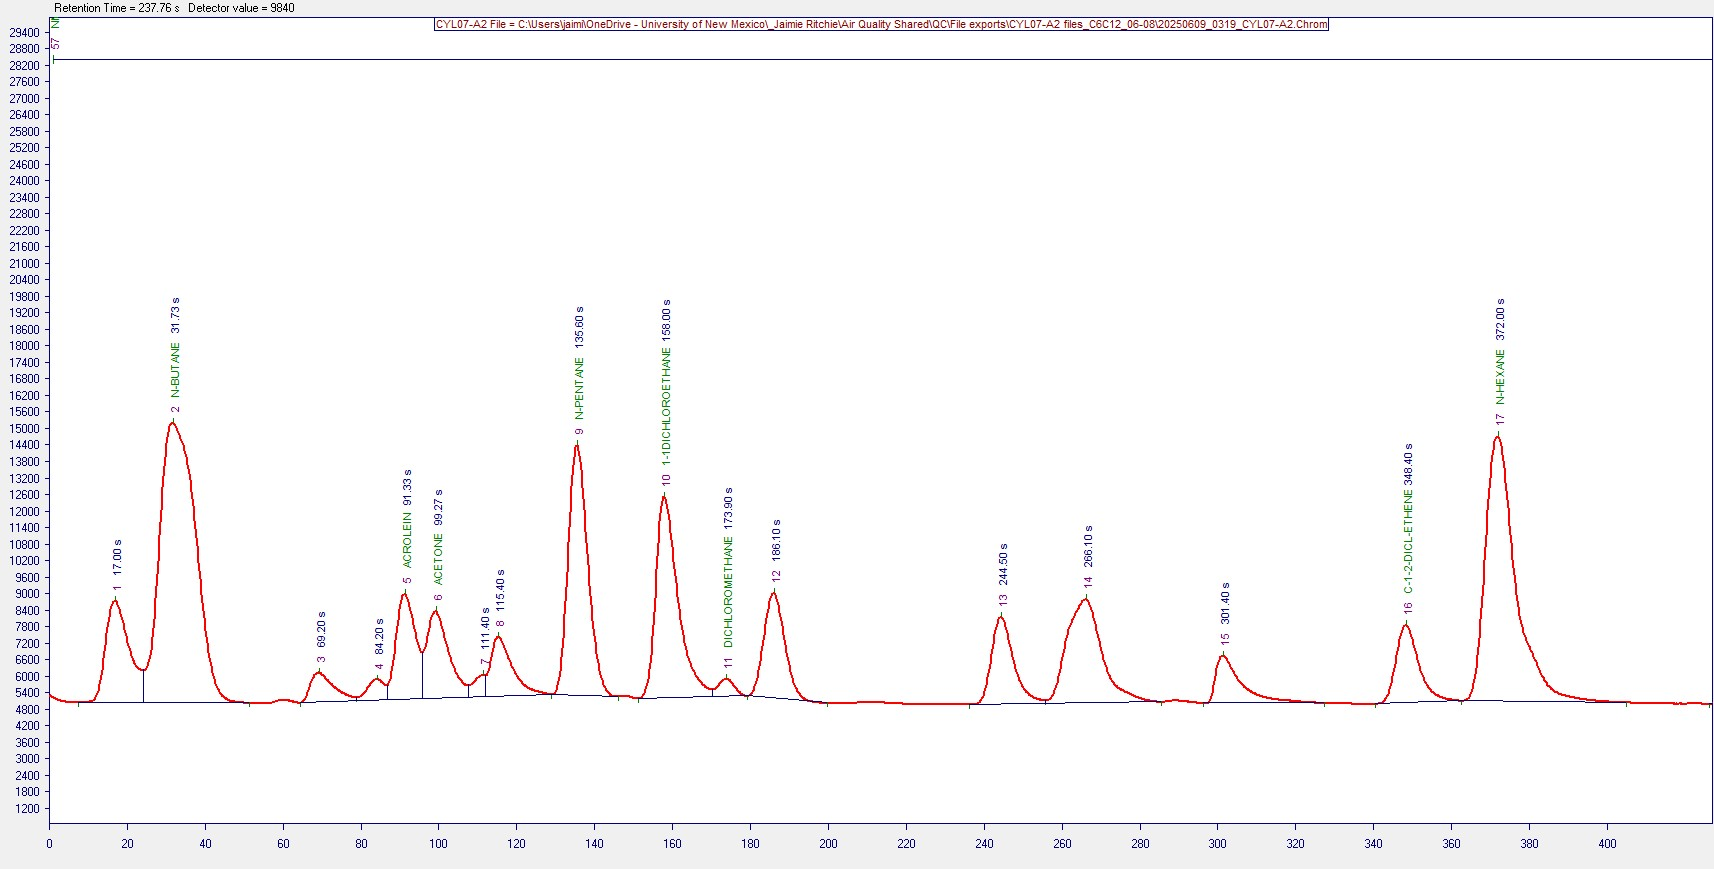 Retention Time = 237.76 s Detector value = 9840
CYL07-A2 File = C:\Users\jaiml\OneDrive - University of New Mexico\_Jaimie Ritchie\Air Quality Shared\QC\File exports\CYL07-A2 files_C6C12_06-08\20250609_0319_CYL07-A2.Chrom
57
29400
28800
28200
27600
27000
26400
25800
25200
24600
24000
23400
22800
22200
21600
21000
20400
19800
19200
18600
18000
17400
16800
16200
15600
15000
14400
13800
13200
12600
12000
11400
10800
10200
9600
9000
8400
7800
7200
6600
6000
5400
4800
4200
3600
3000
2400
1800
1200
1 17.00 s
2 N-BUTANE 31.73 s
3 69.20 s
4 84.20 s
5 ACROLEIN 91.33 s
6 ACETONE 99.27 s
7 111.40 s
8 115.40 s
9 N-PENTANE 135.60 s
10 1-1DICHLOROETHANE 158.00 s
11 DICHLOROMETHANE 173.90 s
12 186.10 s
13 244.50 s
14 266.10 s
15 301.40 s
16 C-1-2-DICL-ETHENE 348.40 s
17 N-HEXANE 372.00 s
0 20 40 60 80 100 120 140 160 180 200 220 240 260 280 300 320 340 360 380 400